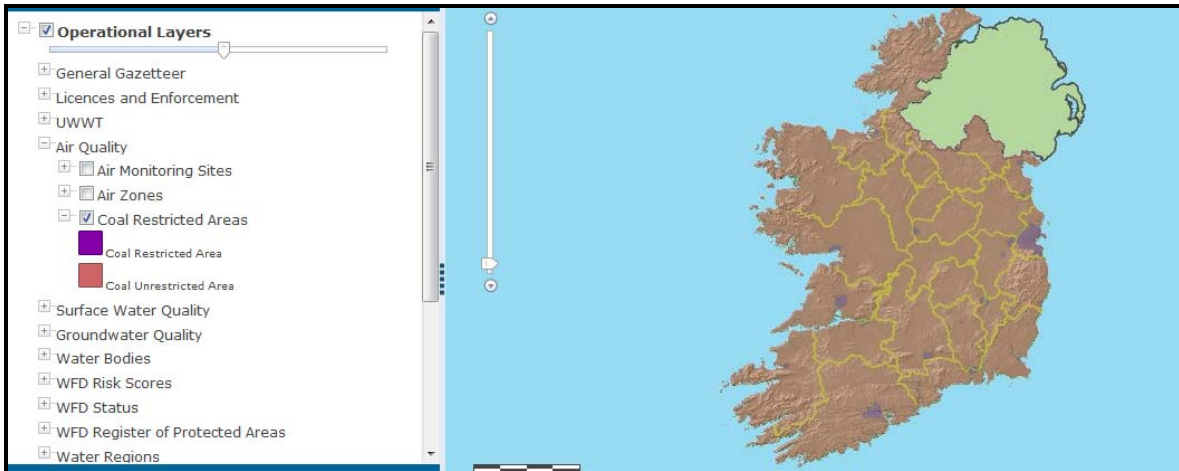 Operational Layers
General Gazetteer
Licences and Enforcement
UWWT
Air Quality
Air Monitoring Sites
Air Zones
Coal Restricted Areas
Coal Restricted Area
Coal Unrestricted Area
Surface Water Quality
Groundwater Quality
Water Bodies
WFD Risk Scores
WFD Status
WFD Register of Protected Areas
Water Regions